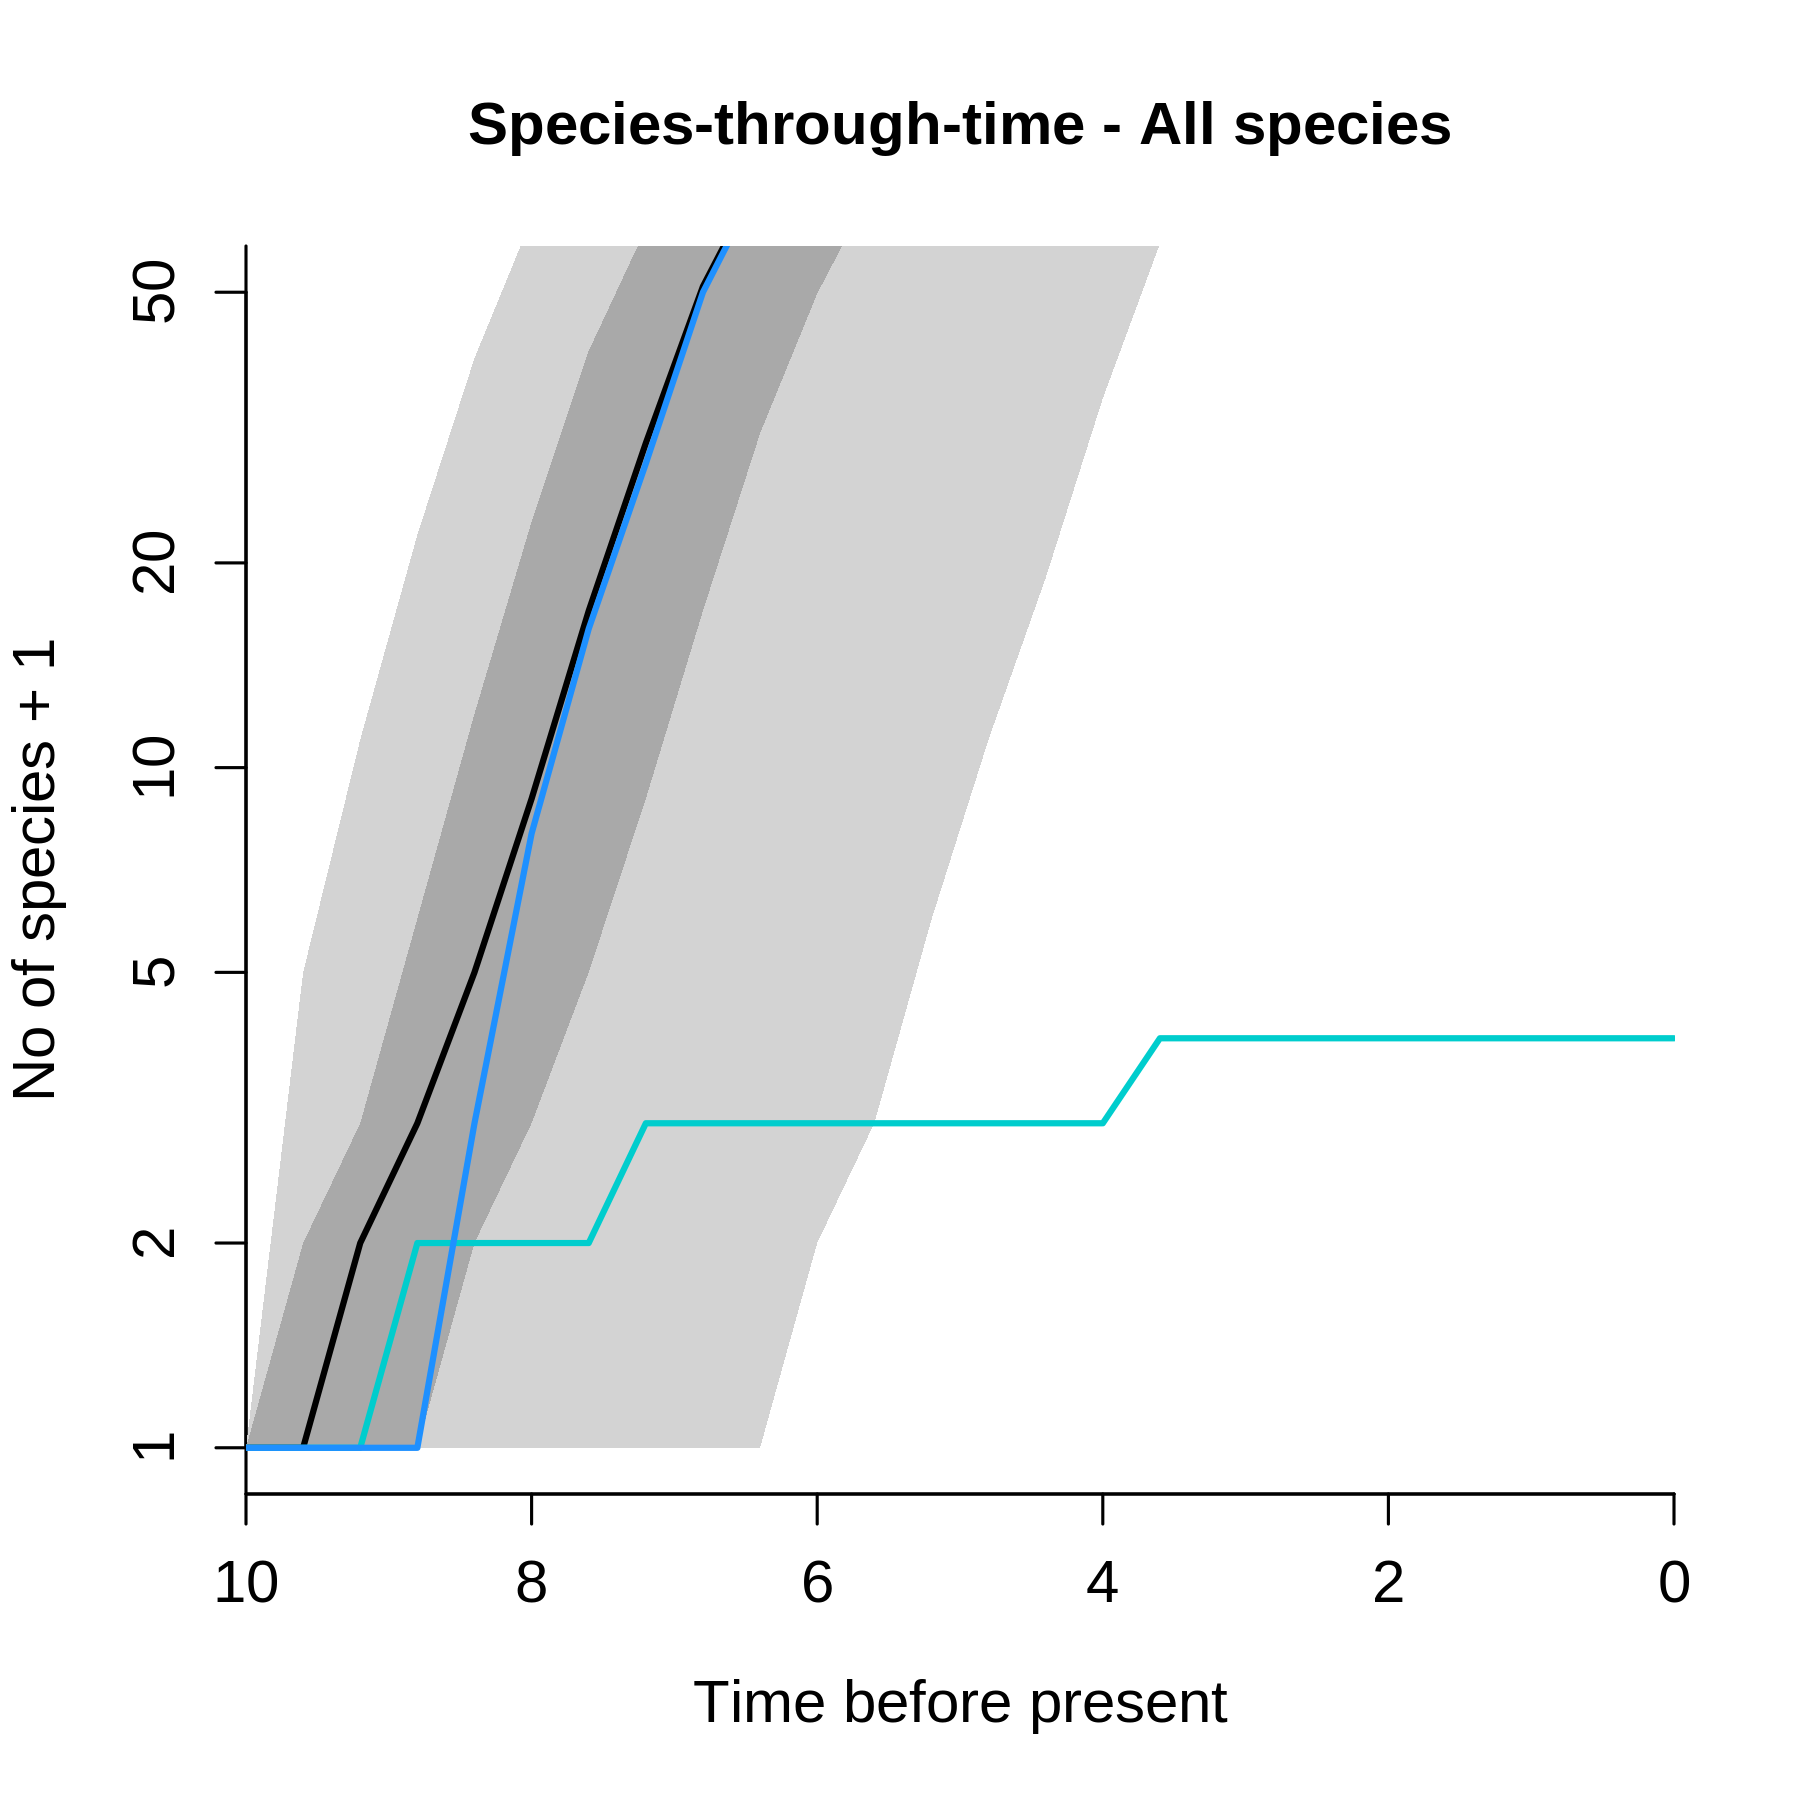 Species-through-time - All species
No of species + 1
50
20
10
5
2
1
10 8 6 4 2 0
Time before present